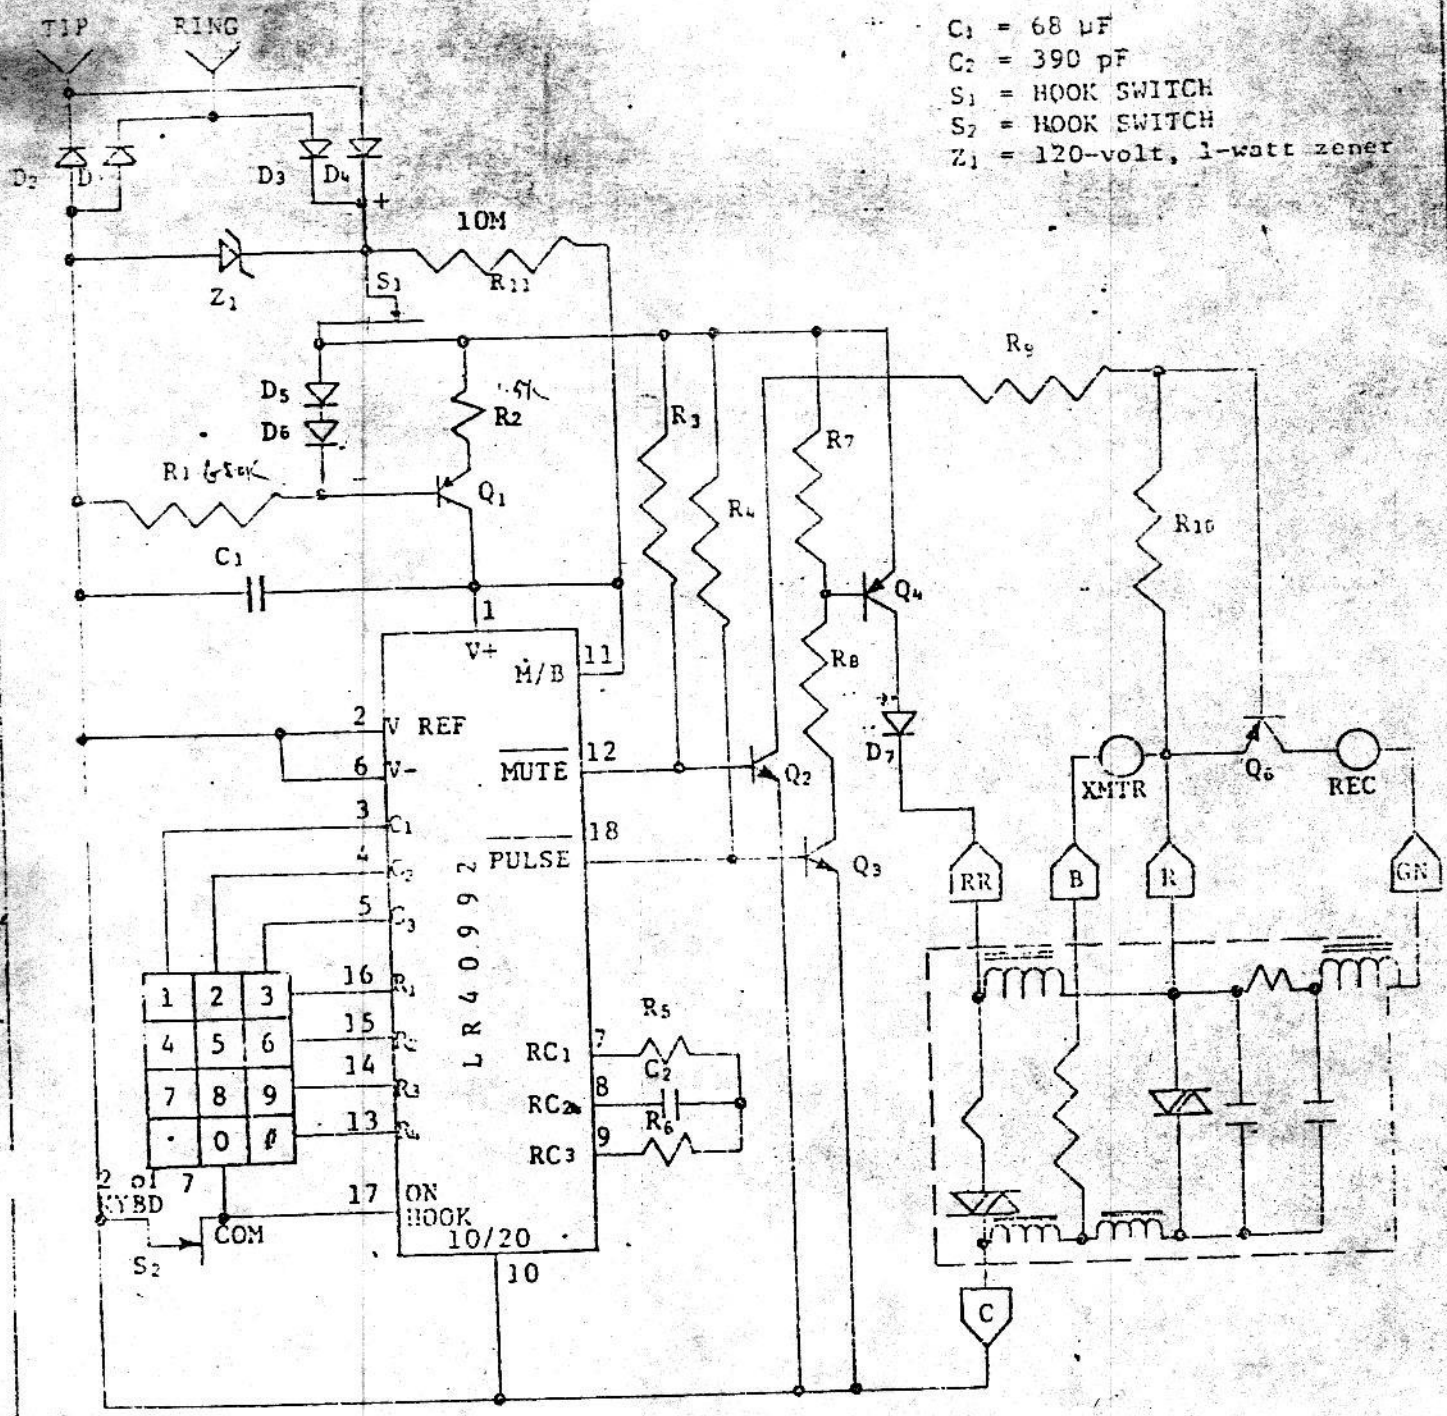 TIP RING
C1 = 68 µF
C2 = 390 pF
S1 = HOOK SWITCH
S2 = HOOK SWITCH
Z1 = 120-volt, 1-watt zener
D2 D D3 D4 +
10M
Z1 S1 R11
R9
D5 R2 R3
D6 R7
R1 Q1 R4 R10
C1
1 Q4
V+ M/B 11 R8
2 V REF
6 V- MUTE 12 Q2 D7 XMTR Q6 REC
3 C1
4 C2 PULSE 18 Q3 RR B R GN
5 C3
LR40992
1 2 3 16 R1
4 5 6 15 R2 RC1 7 R5
7 8 9 14 R3 RC2 8 C2
0 13 R4 RC3 9 R6
KYBD 17 ON HOOK
COM 10/20
S2 10
C